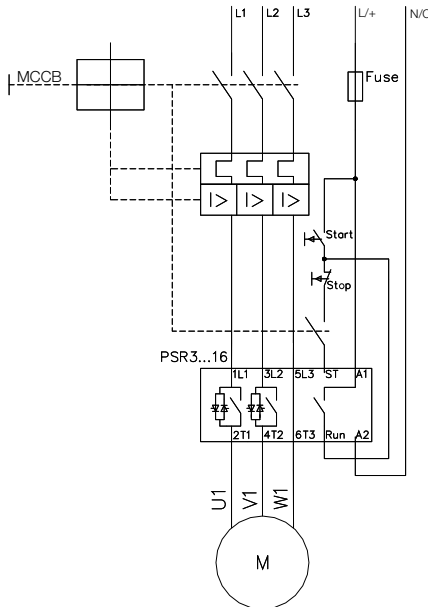 L1 L2 L3 L/+ N/C
MCCB
Fuse
I> I> I>
Start
Stop
PSR3...16
1L1 3L2 5L3 ST A1
2T1 4T2 6T3 Run A2
U1 V1 W1
M